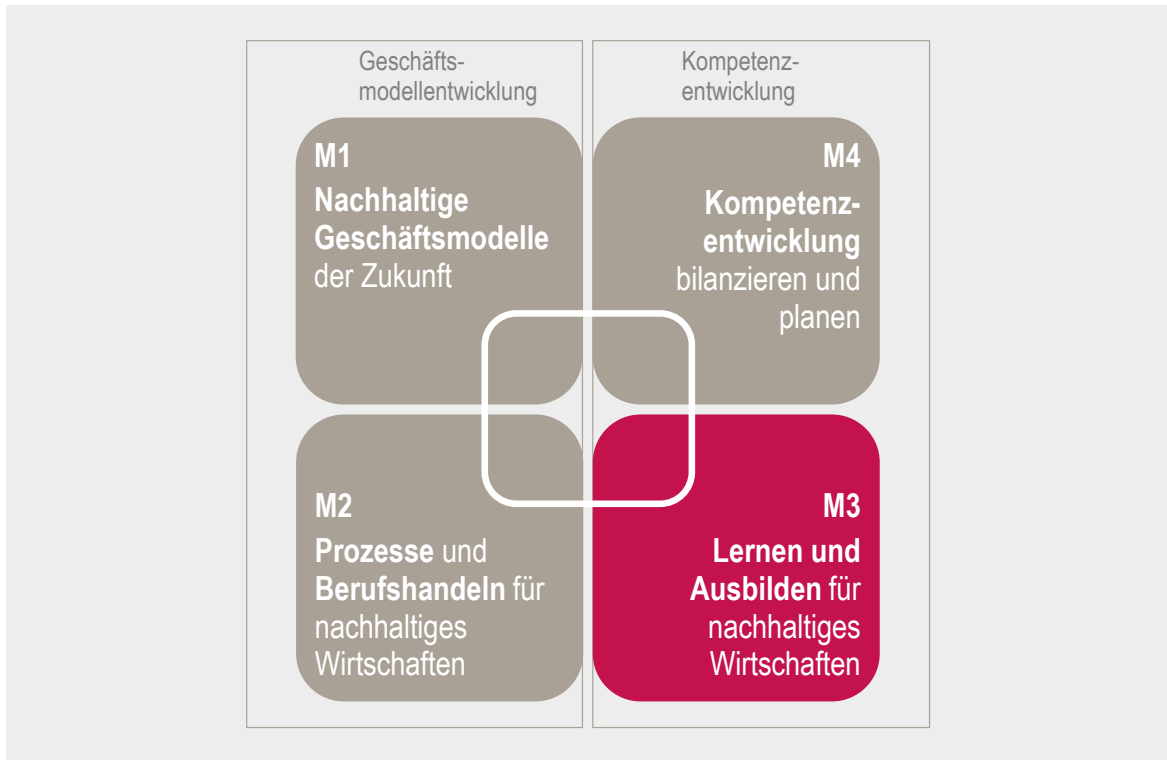 Geschäfts-
modellentwicklung
M1
Nachhaltige
Geschäftsmodelle
der Zukunft
M2
Prozesse und
Berufshandeln für
nachhaltiges
Wirtschaften
Kompetenz-
entwicklung
M4
Kompetenz-
entwicklung
bilanzieren und
planen
M3
Lernen und
Ausbilden für
nachhaltiges
Wirtschaften